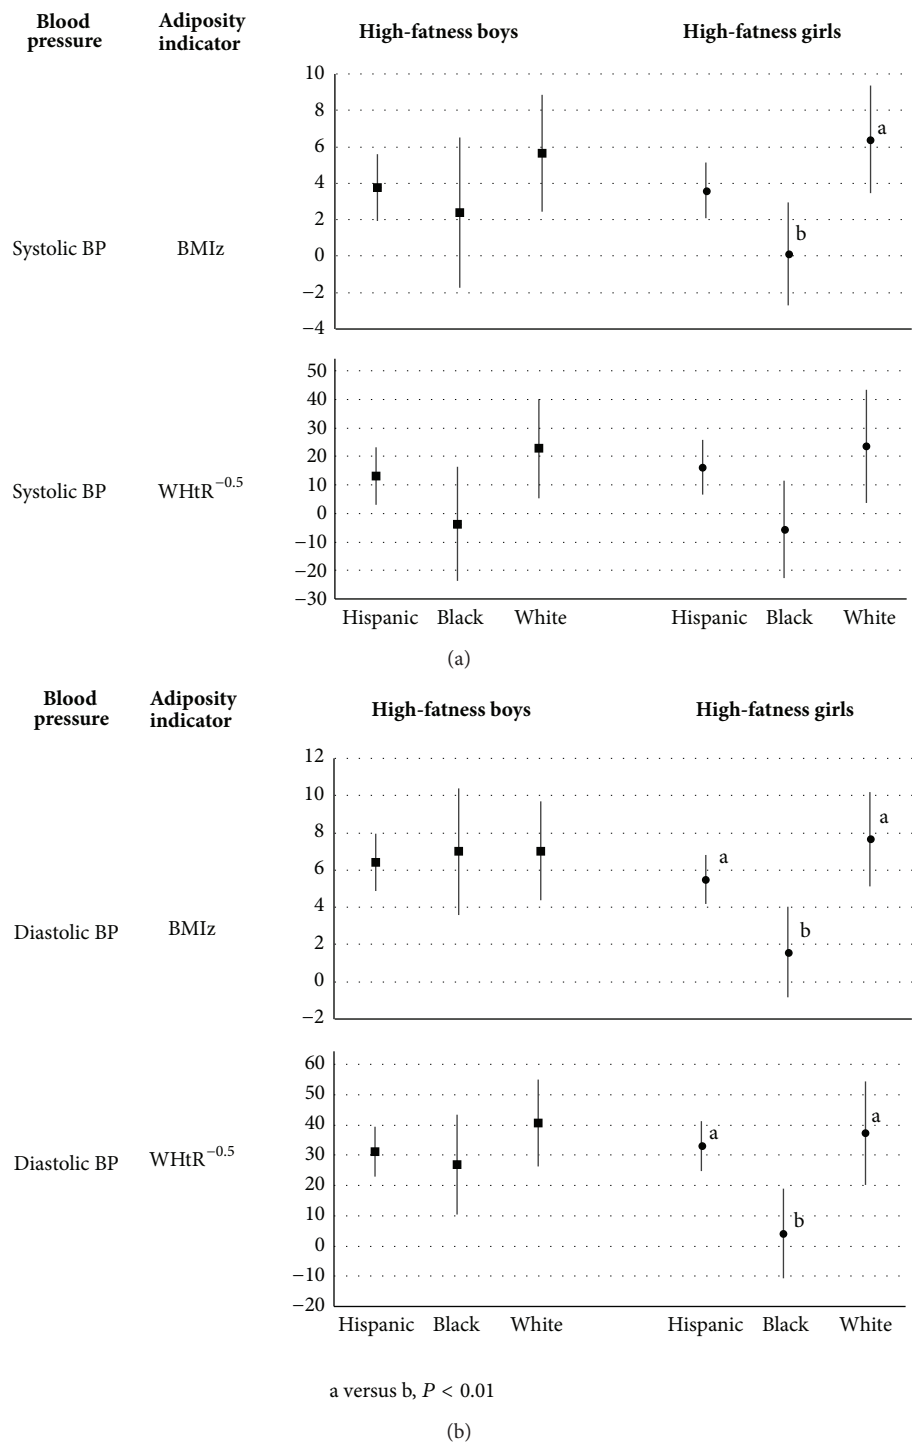 Blood pressure
Adiposity indicator
High-fatness boys
High-fatness girls
10
8
6
4
2
0
−2
−4
a
b
Systolic BP
BMIz
50
40
30
20
10
0
−10
−20
−30
Systolic BP
WHtR−0.5
Hispanic Black White Hispanic Black White
(a)
Blood pressure
Adiposity indicator
High-fatness boys
High-fatness girls
12
10
8
6
4
2
0
−2
a
a
b
Diastolic BP
BMIz
60
50
40
30
20
10
0
−10
−20
a
a
b
Diastolic BP
WHtR−0.5
Hispanic Black White Hispanic Black White
a versus b, P < 0.01
(b)